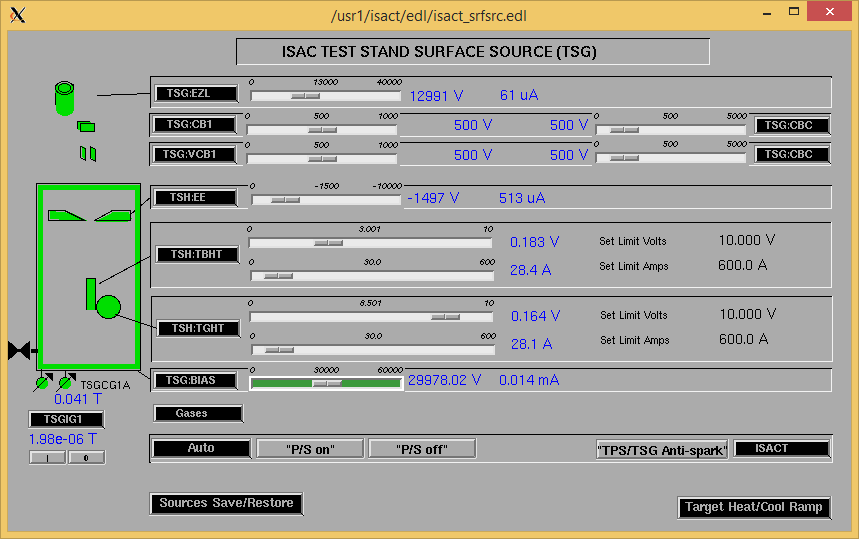 /usr1/isact/edl/isact_srfsrc.edl
ISAC TEST STAND SURFACE SOURCE (TSG)
0 13000 40000
TSG:EZL 12991 V 61 uA
0 500 1000 0 500 5000
TSG:CB1 500 V 500 V TSG:CBC
0 500 1000 0 500 5000
TSG:VCB1 500 V 500 V TSG:CBC
0 -1500 -10000
TSH:EE -1497 V 513 uA
0 3.001 10
0.183 V Set Limit Volts 10.000 V
TSH:TBHT
0 30.0 600
28.4 A Set Limit Amps 600.0 A
0 8.501 10
0.164 V Set Limit Volts 10.000 V
TSH:TGHT
0 30.0 600
28.1 A Set Limit Amps 600.0 A
0 30000 60000
TSG:BIAS 29978.02 V 0.014 mA
TSGCG1A
0.041 T
Gases
TSGIG1
1.98e-06 T
I 0
Auto "P/S on" "P/S off" "TPS/TSG Anti-spark" ISACT
Sources Save/Restore
Target Heat/Cool Ramp